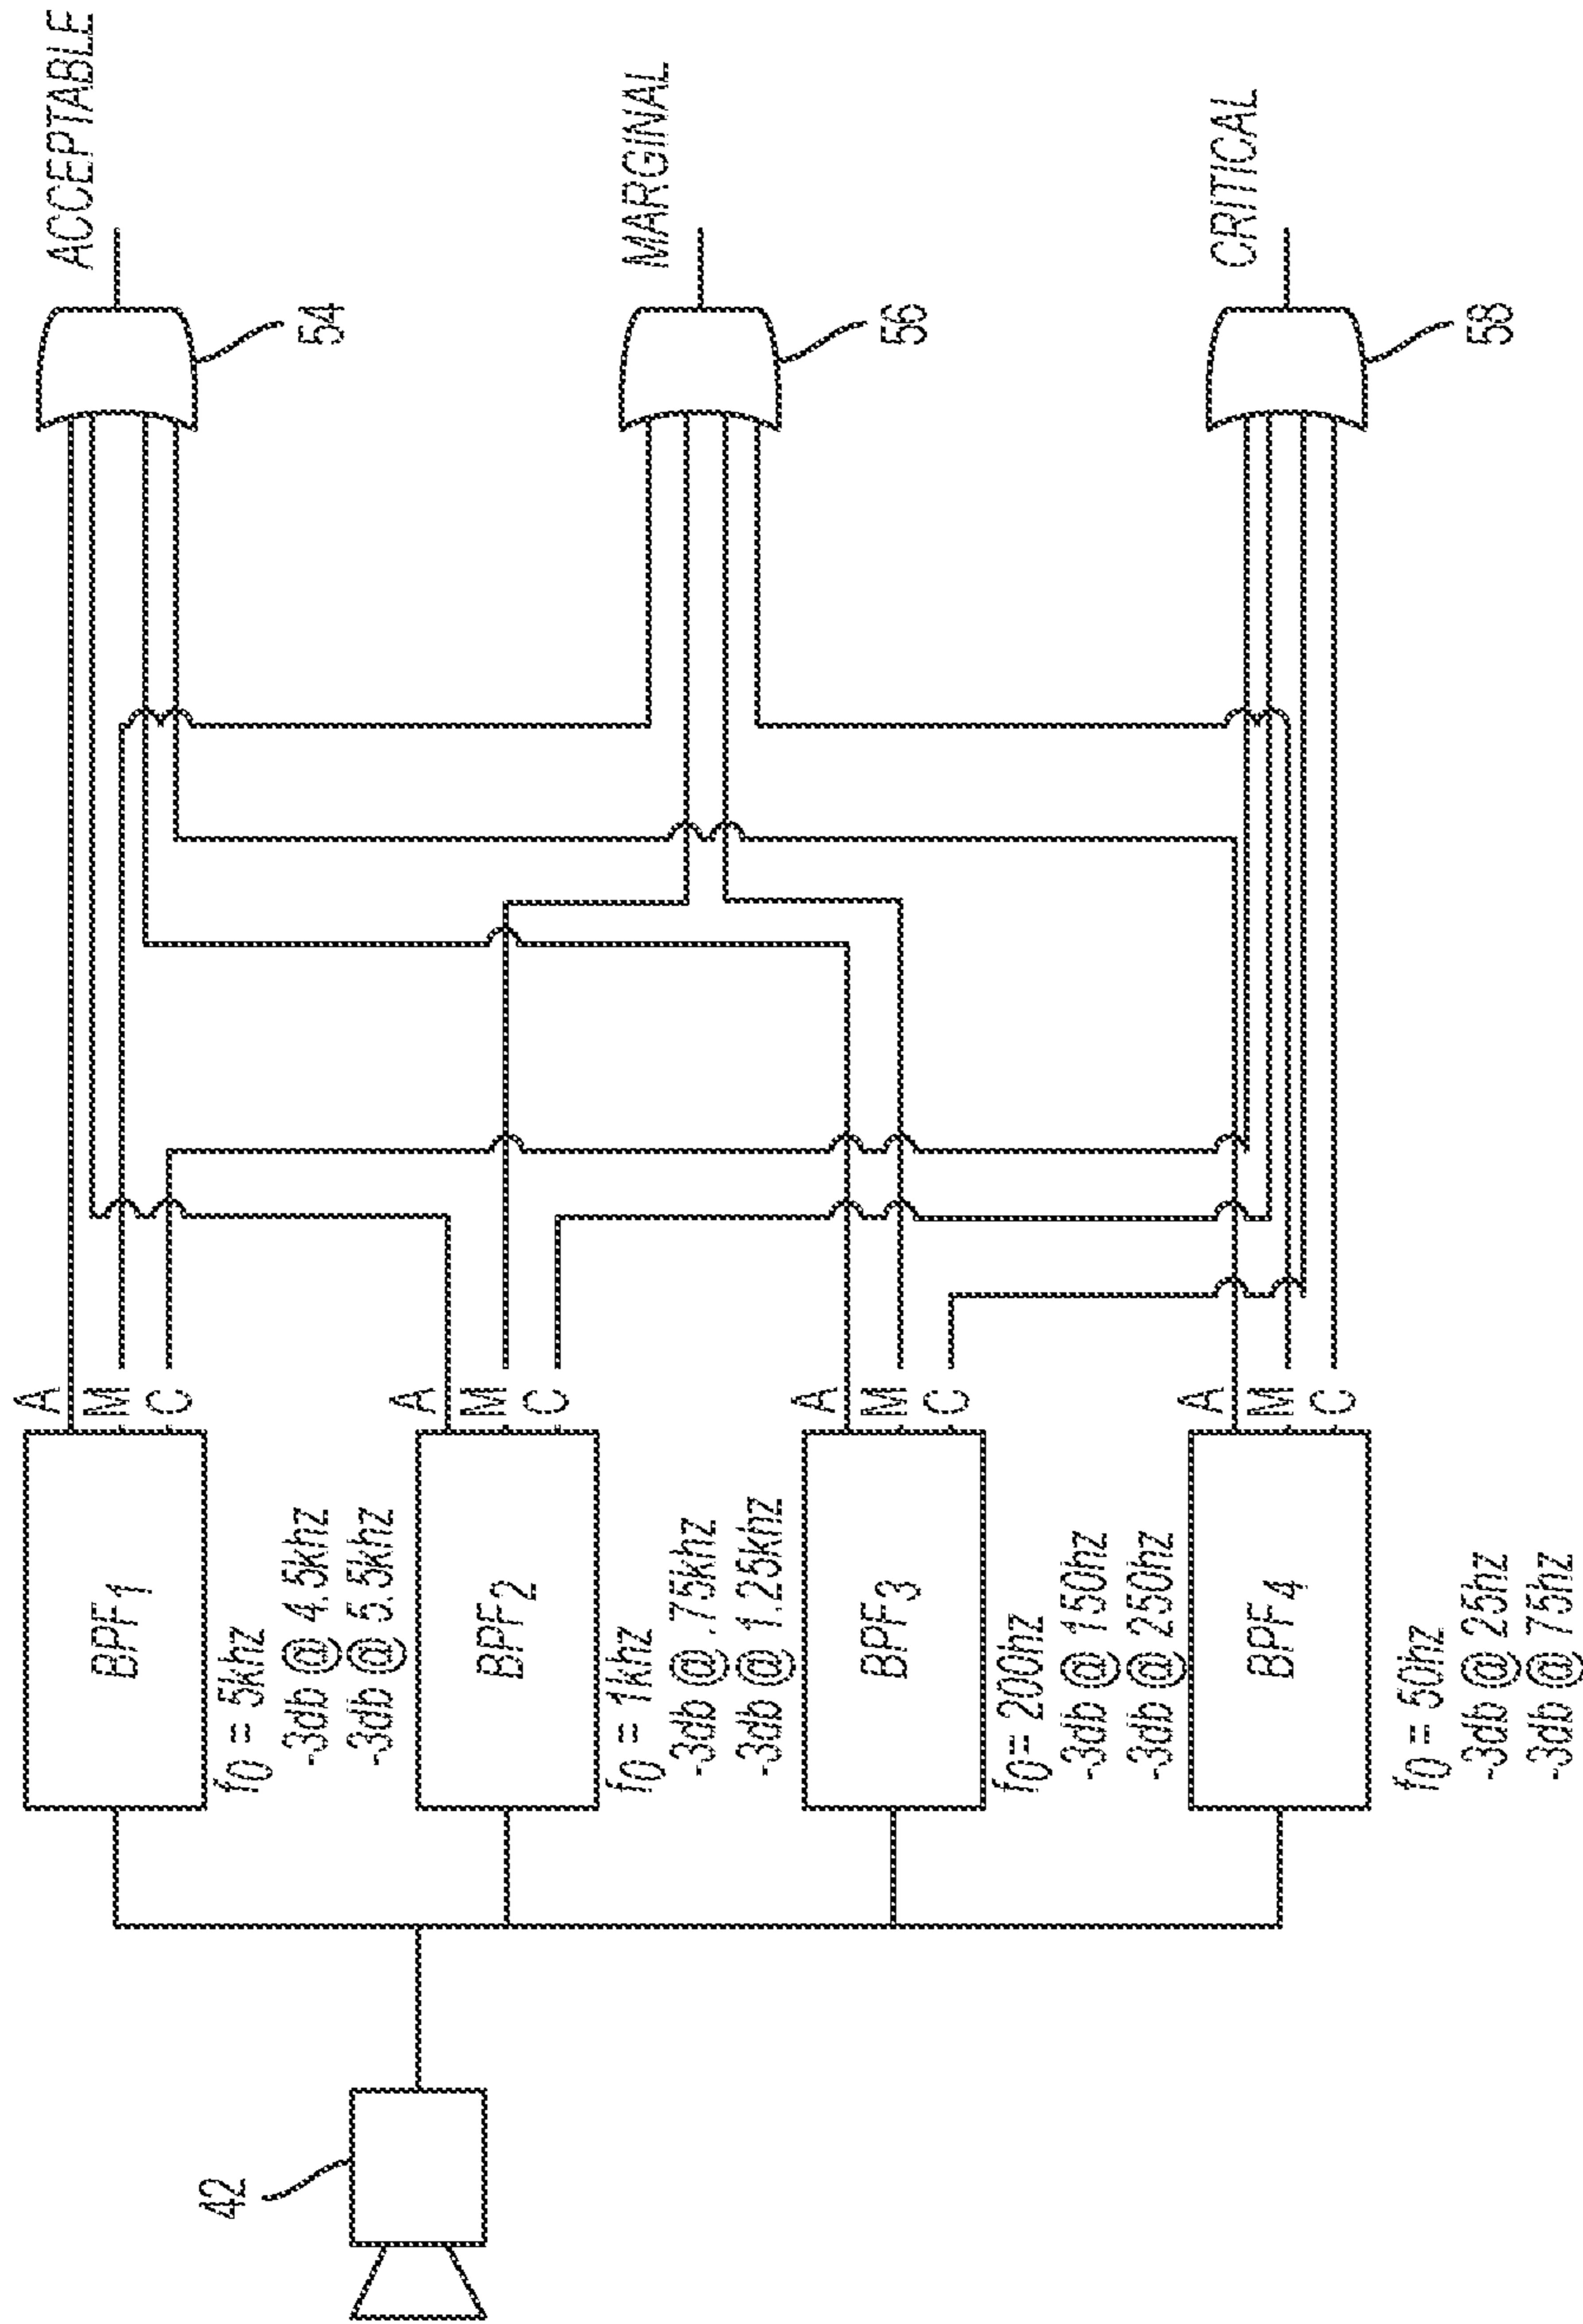 42
BPF1
f0 = 5khz
-3db @ 4.5khz
-3db @ 5.5khz
A
M
C
BPF2
f0 = 1khz
-3db @ .75khz
-3db @ 1.25khz
A
M
C
BPF3
f0= 200hz
-3db @ 150hz
-3db @ 250hz
A
M
C
BPF4
f0 = 50hz
-3db @ 25hz
-3db @ 75hz
A
M
C
ACCEPTABLE
54
MARGINAL
56
CRITICAL
58